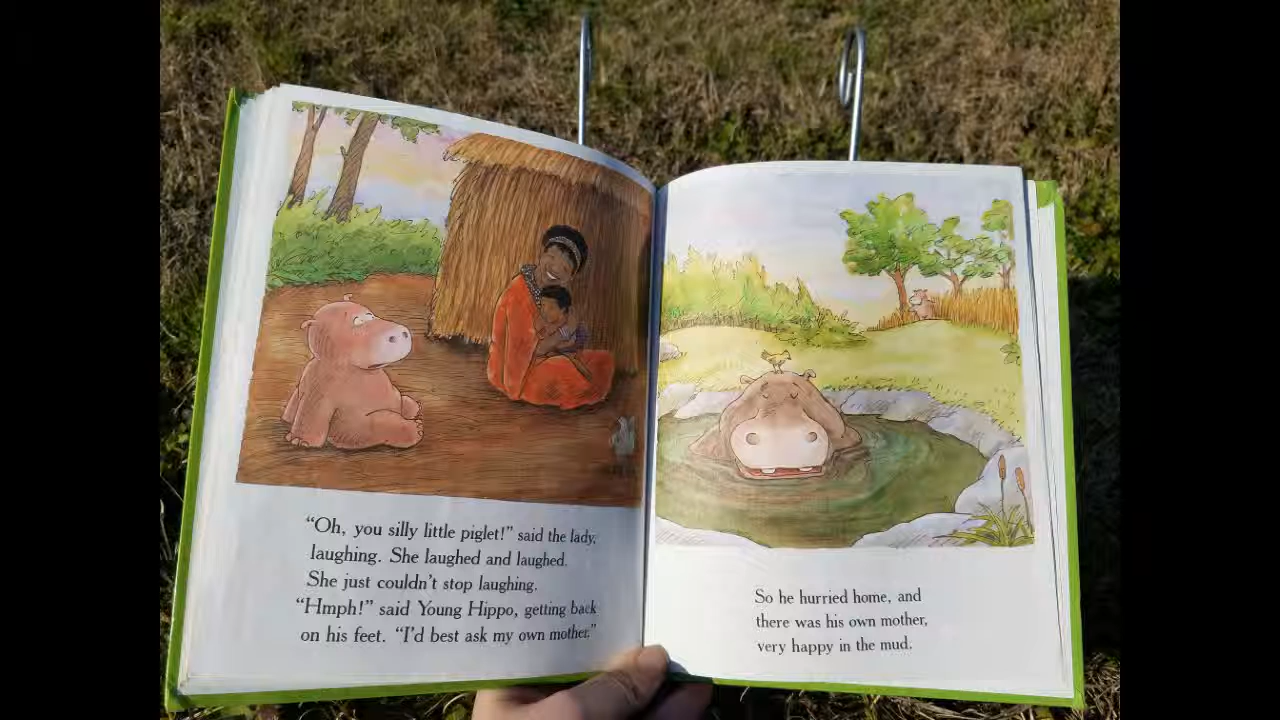 “Oh, you silly little piglet!” said the lady,
laughing. She laughed and laughed.
She just couldn’t stop laughing.
“Hmph!” said Young Hippo, getting back
on his feet. “I’d best ask my own mother.”
So he hurried home, and
there was his own mother,
very happy in the mud.